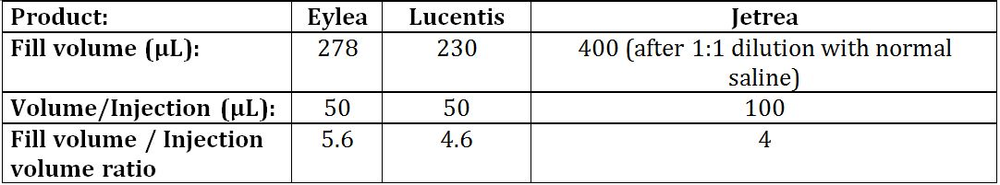 Product: Eylea Lucentis Jetrea
Fill volume (µL): 278 230 400 (after 1:1 dilution with normal
saline)
Volume/Injection (µL): 50 50 100
Fill volume / Injection 5.6 4.6 4
volume ratio